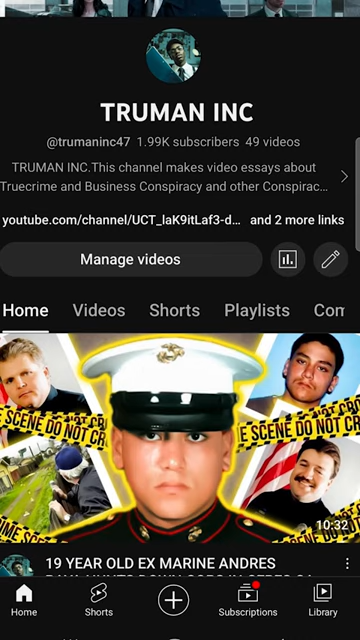 TRUMAN INC
@trumaninc47 1.99K subscribers 49 videos
TRUMAN INC.This channel makes video essays about
Truecrime and Business Conspiracy and other Conspirac...
youtube.com/channel/UCT_laK9itLaf3-d... and 2 more links
Manage videos
Home Videos Shorts Playlists Com
E SCENE DO NOT CR
E SCENE DO NOT CR
10:32
19 YEAR OLD EX MARINE ANDRES
Home Shorts Subscriptions Library